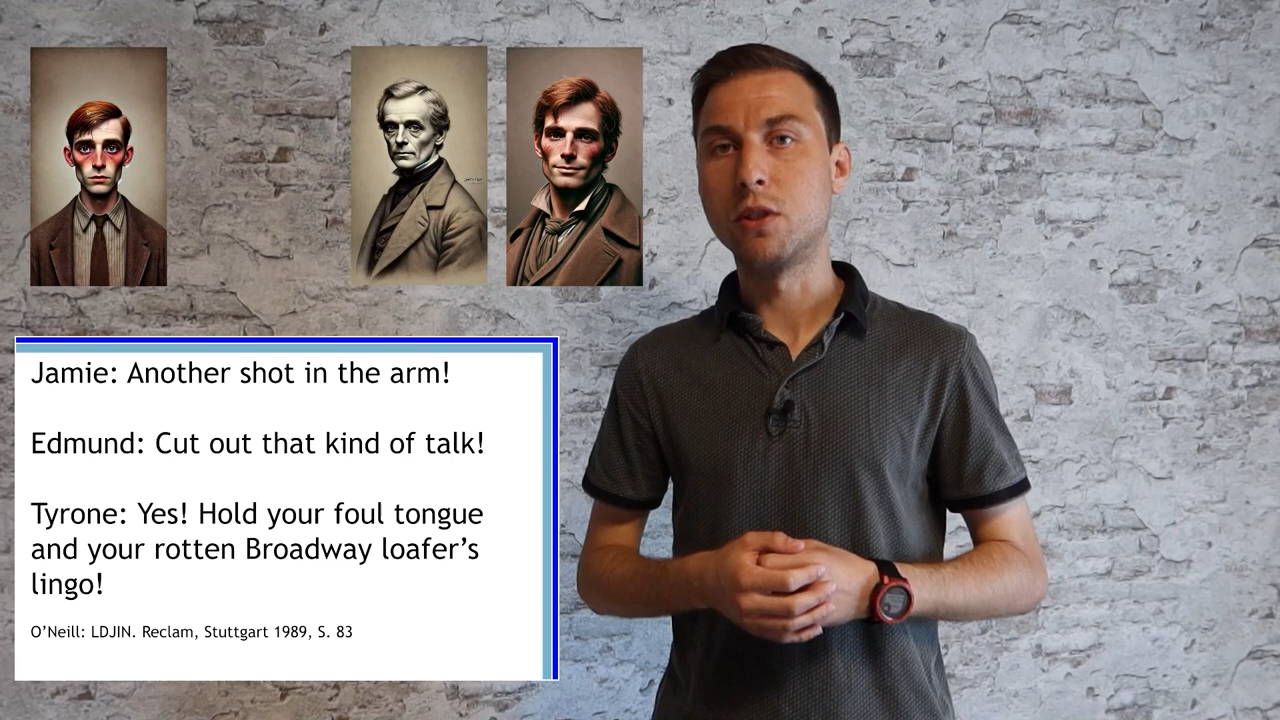 Jamie: Another shot in the arm!
Edmund: Cut out that kind of talk!
Tyrone: Yes! Hold your foul tongue
and your rotten Broadway loafer's
lingo!
O'Neill: LDJIN. Reclam, Stuttgart 1989, S. 83